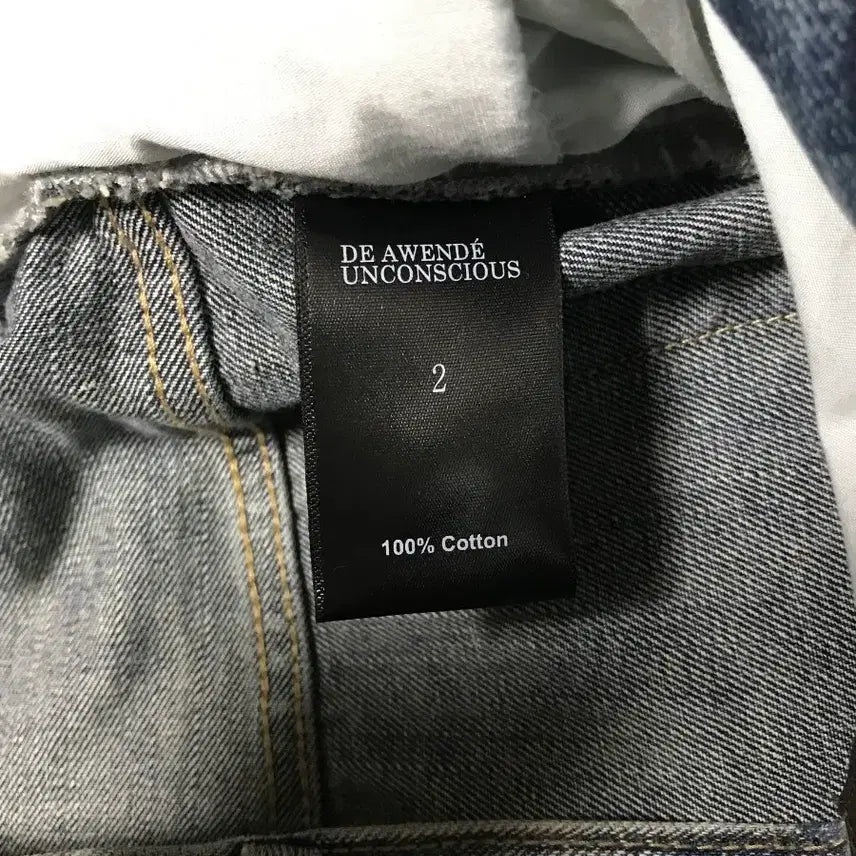 DE AWENDÉ
UNCONSCIOUS
2
100% Cotton